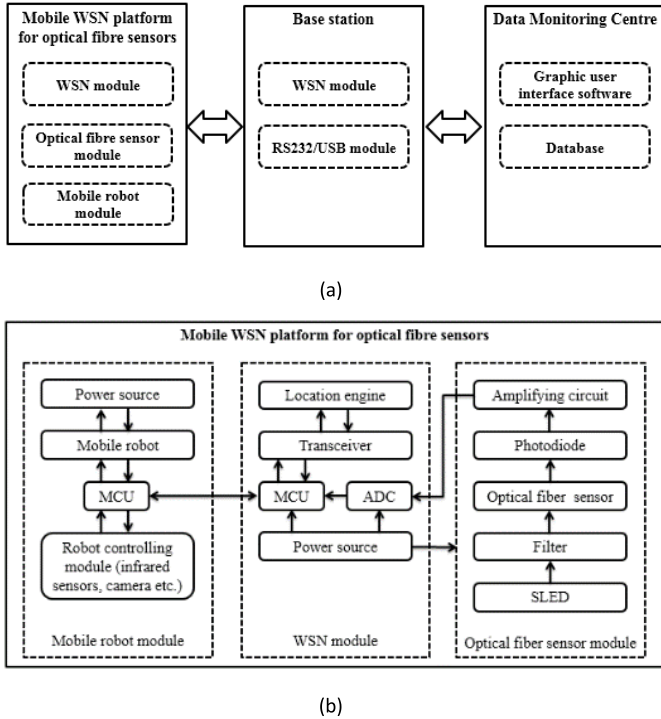 Mobile WSN platform
for optical fibre sensors
WSN module
Optical fibre sensor
module
Mobile robot
module
Base station
WSN module
RS232/USB module
Data Monitoring Centre
Graphic user
interface software
Database
(a)
Mobile WSN platform for optical fibre sensors
Power source
Mobile robot
MCU
Robot controlling
module (infrared
sensors, camera etc.)
Mobile robot module
Location engine
Transceiver
MCU
ADC
Power source
WSN module
Amplifying circuit
Photodiode
Optical fiber sensor
Filter
SLED
Optical fiber sensor module
(b)